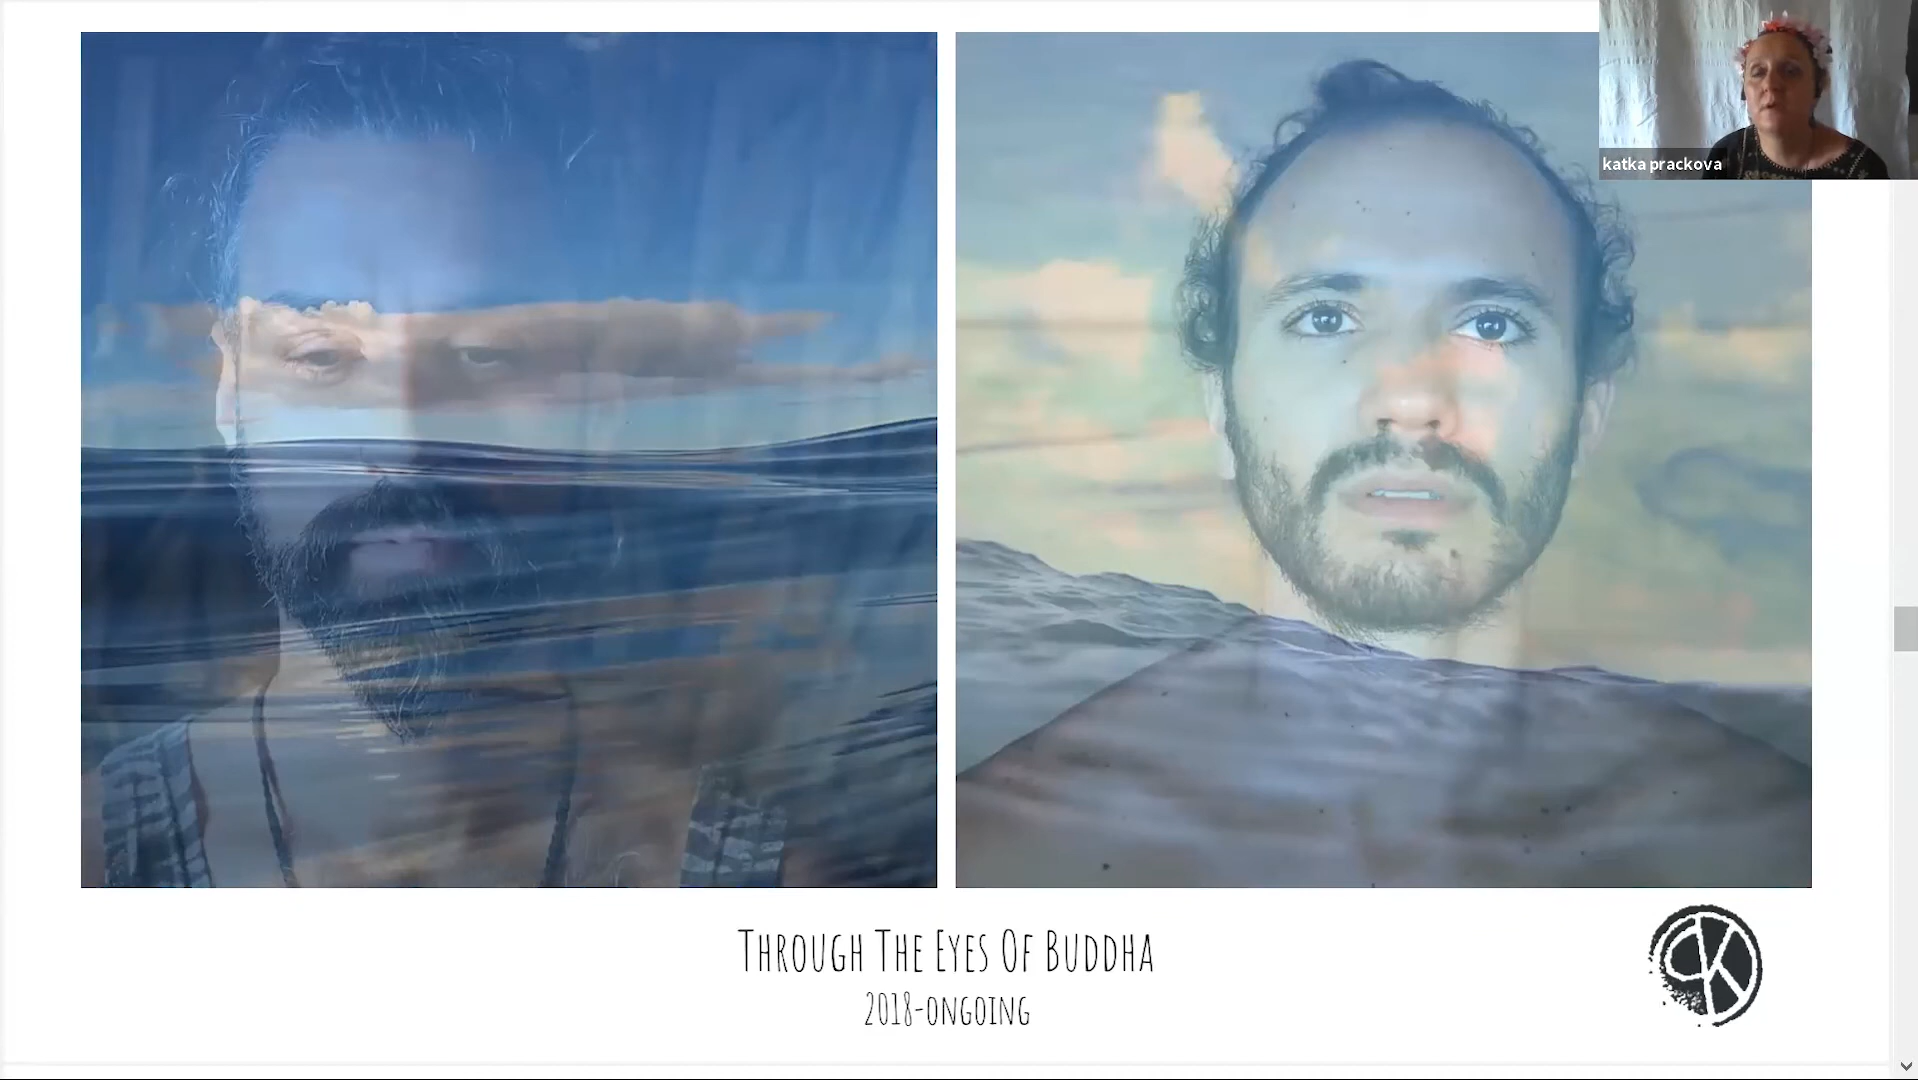 katka prackova
THROUGH THE EYES OF BUDDHA
2018-ONGOING